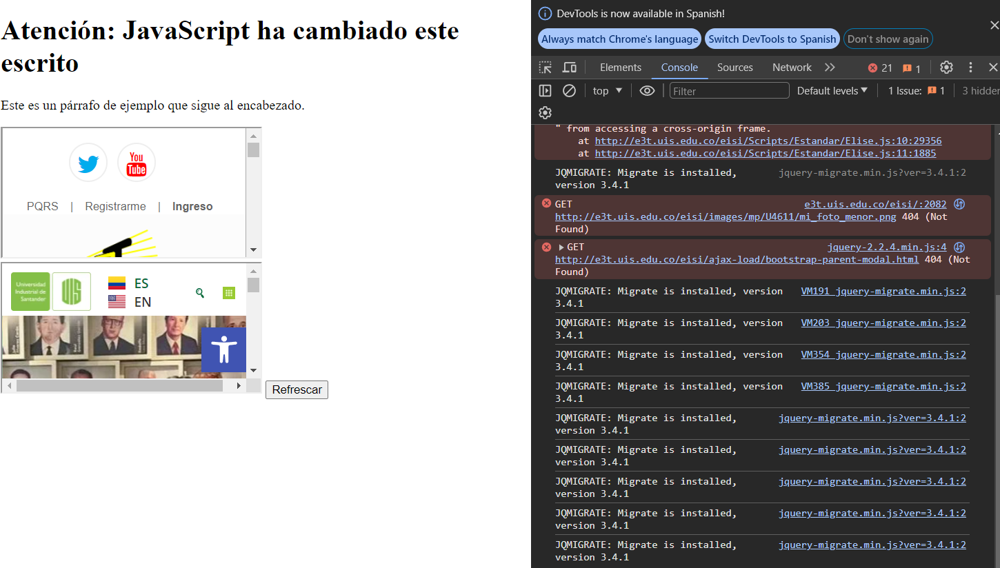 Atención: JavaScript ha cambiado este
escrito
Este es un párrafo de ejemplo que sigue al encabezado.
You
Tube
PQRS | Registrarme | Ingreso
Universidad
Industrial de
Santander
UIS
ES
EN
Refrescar
DevTools is now available in Spanish!
Always match Chrome's language
Switch DevTools to Spanish
Don't show again
Elements
Console
Sources
Network
21
1
top
Filter
Default levels
1 Issue:
1
3 hidden
" from accessing a cross-origin frame.
at http://e3t.uis.edu.co/eisi/Scripts/Estandar/Elise.js:10:29356
at http://e3t.uis.edu.co/eisi/Scripts/Estandar/Elise.js:11:1885
JQMIGRATE: Migrate is installed, jquery-migrate.min.js?ver=3.4.1:2
version 3.4.1
GET e3t.uis.edu.co/eisi/:2082
http://e3t.uis.edu.co/eisi/images/mp/U4611/mi_foto_menor.png 404 (Not
Found)
GET jquery-2.2.4.min.js:4
http://e3t.uis.edu.co/eisi/ajax-load/bootstrap-parent-modal.html 404 (Not
Found)
JQMIGRATE: Migrate is installed, version VM191 jquery-migrate.min.js:2
3.4.1
JQMIGRATE: Migrate is installed, version VM203 jquery-migrate.min.js:2
3.4.1
JQMIGRATE: Migrate is installed, version VM354 jquery-migrate.min.js:2
3.4.1
JQMIGRATE: Migrate is installed, version VM385 jquery-migrate.min.js:2
3.4.1
JQMIGRATE: Migrate is installed, jquery-migrate.min.js?ver=3.4.1:2
version 3.4.1
JQMIGRATE: Migrate is installed, jquery-migrate.min.js?ver=3.4.1:2
version 3.4.1
JQMIGRATE: Migrate is installed, jquery-migrate.min.js?ver=3.4.1:2
version 3.4.1
JQMIGRATE: Migrate is installed, jquery-migrate.min.js?ver=3.4.1:2
version 3.4.1
JQMIGRATE: Migrate is installed, jquery-migrate.min.js?ver=3.4.1:2
version 3.4.1